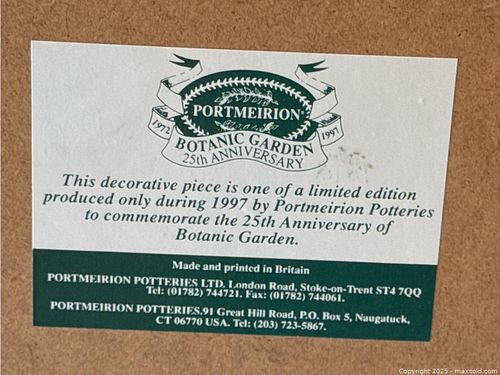 PORTMEIRION®
1972
1997
BOTANIC GARDEN
25th ANNIVERSARY
This decorative piece is one of a limited edition
produced only during 1997 by Portmeirion Potteries
to commemorate the 25th Anniversary of
Botanic Garden.
Made and printed in Britain
PORTMEIRION POTTERIES LTD. London Road, Stoke-on-Trent ST4 7QQ
Tel: (01782) 744721. Fax: (01782) 744061.
PORTMEIRION POTTERIES.91 Great Hill Road, P.O. Box 5, Naugatuck,
CT 06770 USA. Tel: (203) 723-5867.
Copyright 2025 - maxsold.com